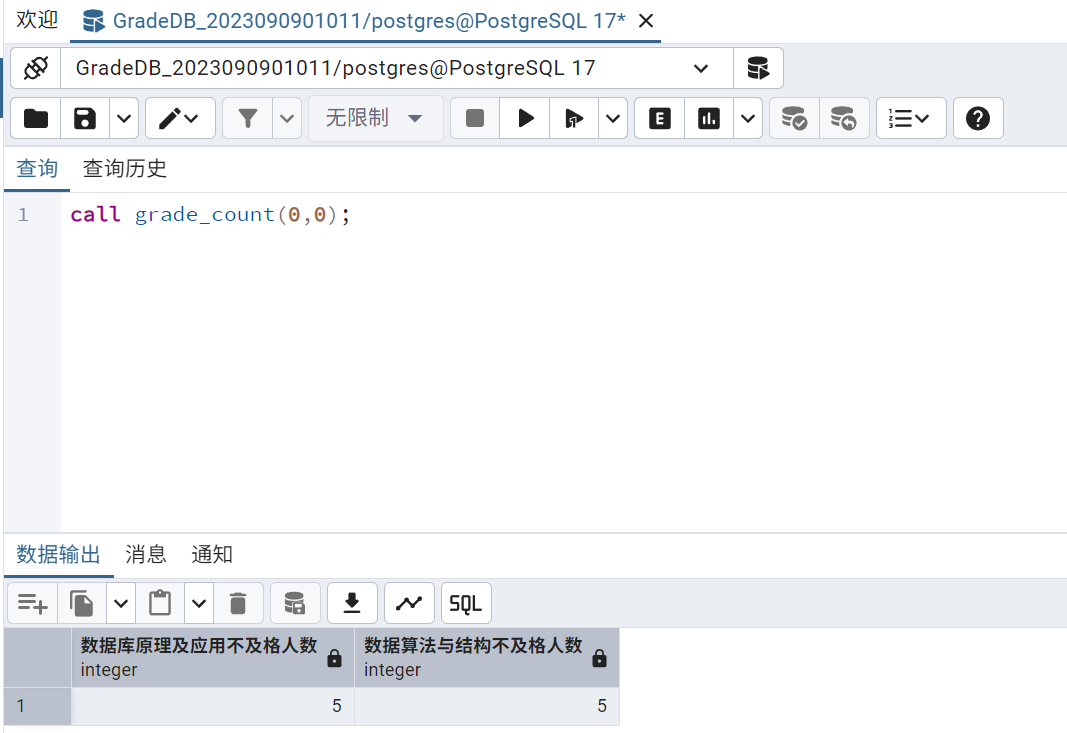 欢迎 GradeDB_2023090901011/postgres@PostgreSQL 17*
GradeDB_2023090901011/postgres@PostgreSQL 17
无限制 E
查询 查询历史
1 call grade_count(0,0);
数据输出 消息 通知
SQL
数据库原理及应用不及格人数 数据算法与结构不及格人数
integer integer
1 5 5